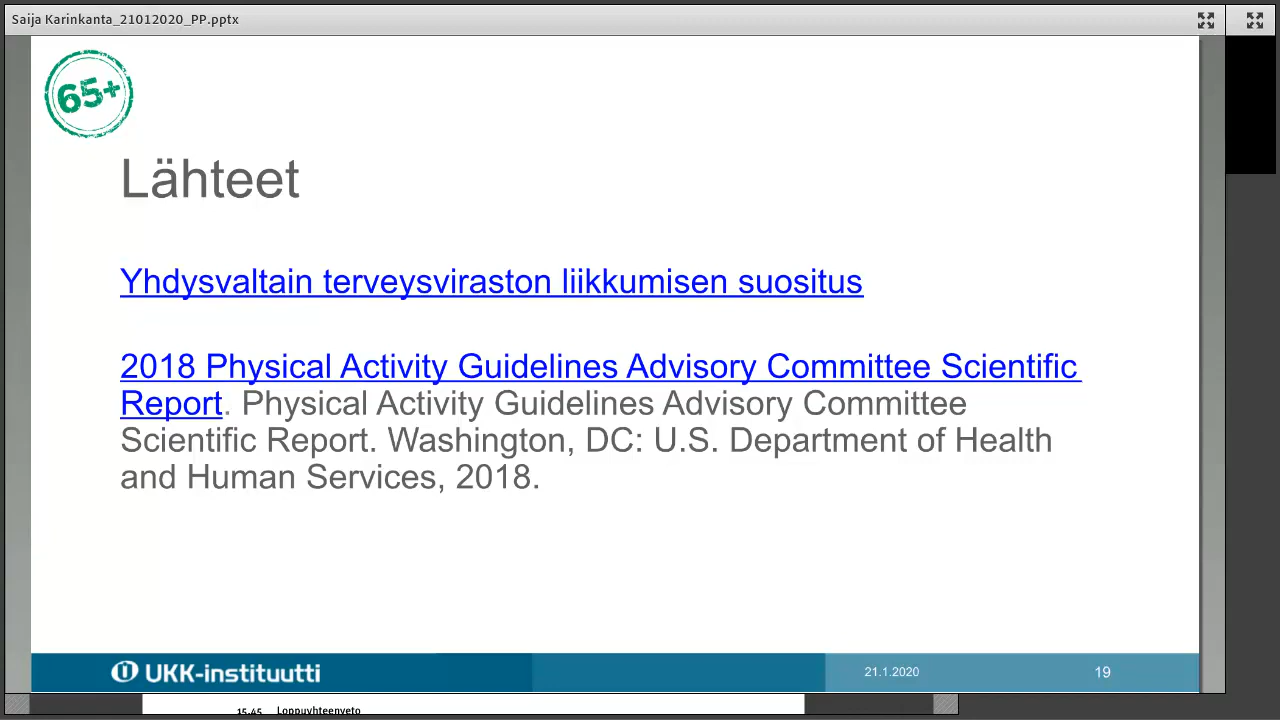 Saija Karinkanta_21012020_PP.pptx
65+
Lähteet
Yhdysvaltain terveysviraston liikkumisen suositus
2018 Physical Activity Guidelines Advisory Committee Scientific
Report. Physical Activity Guidelines Advisory Committee
Scientific Report. Washington, DC: U.S. Department of Health
and Human Services, 2018.
UKK-instituutti
21.1.2020
19
15.45 Loppuyhteenveto